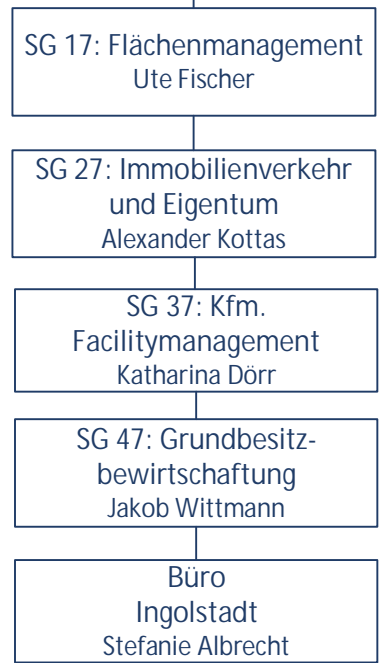 SG 17: Flächenmanagement
Ute Fischer
SG 27: Immobilienverkehr
und Eigentum
Alexander Kottas
SG 37: Kfm.
Facilitymanagement
Katharina Dörr
SG 47: Grundbesitz-
bewirtschaftung
Jakob Wittmann
Büro
Ingolstadt
Stefanie Albrecht